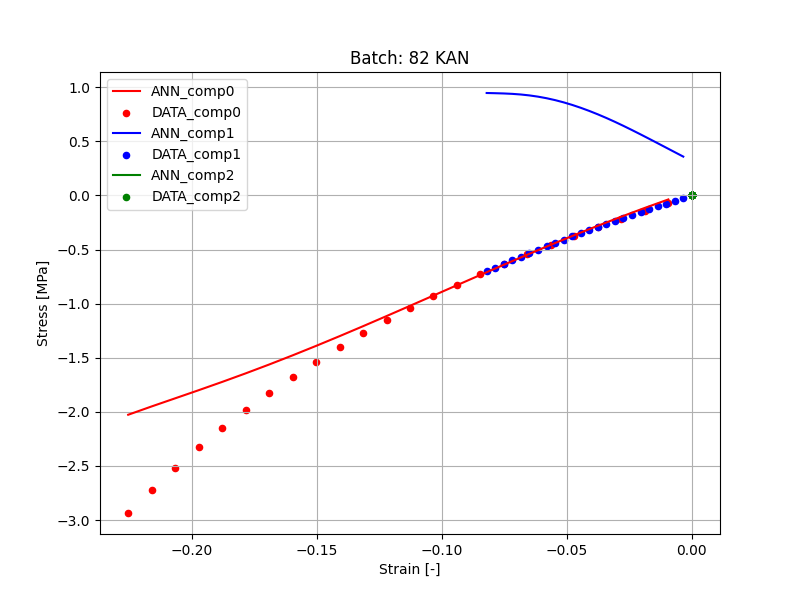 Batch: 82 KAN
ANN_comp0
DATA_comp0
ANN_comp1
DATA_comp1
ANN_comp2
DATA_comp2
1.0
0.5
0.0
−0.5
−1.0
−1.5
−2.0
−2.5
−3.0
Stress [MPa]
−0.20
−0.15
−0.10
−0.05
0.00
Strain [-]